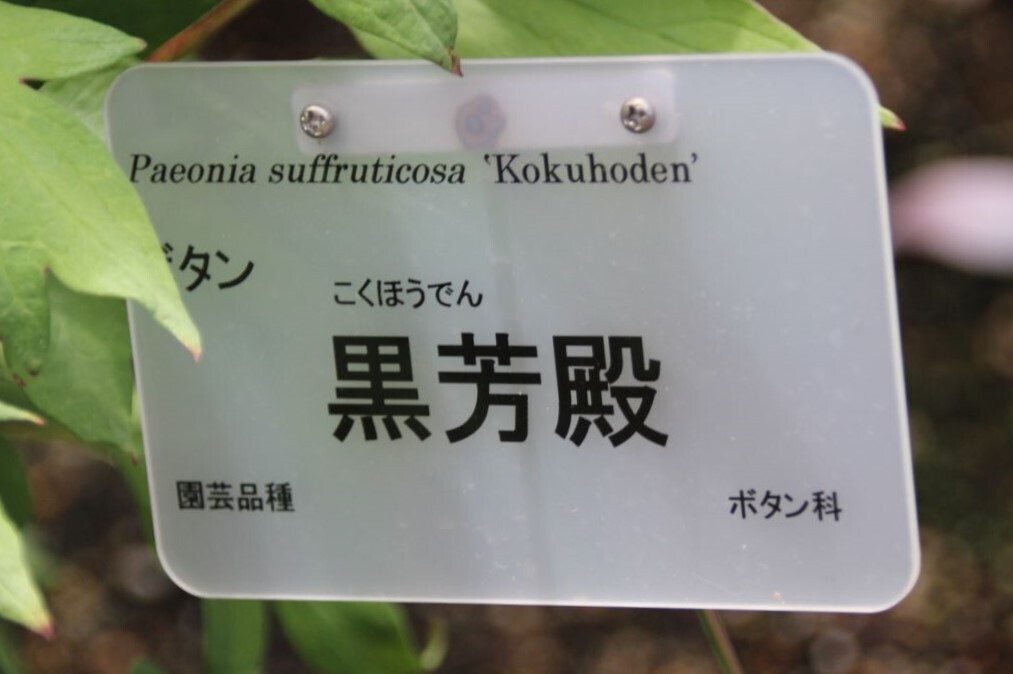 Paeonia suffruticosa ‘Kokuhoden’
ボタン
こくほうでん
黒芳殿
園芸品種
ボタン科